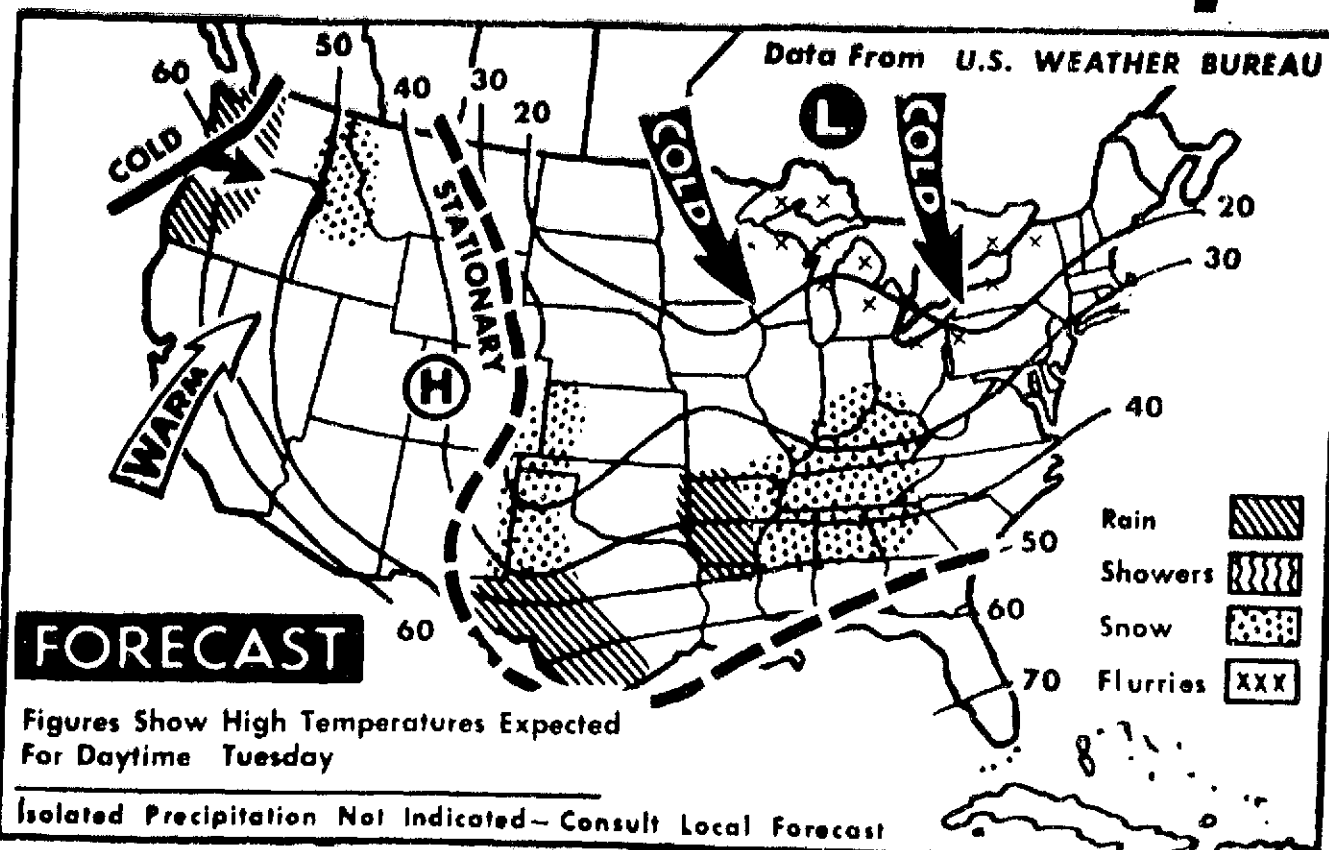 Data From U.S. WEATHER BUREAU
60
50
40
30
20
COLD
COLD
L
COLD
STATIONARY
20
30
H
WARM
40
50
60
60
70
Rain
Showers
Snow
Flurries XXX
FORECAST
Figures Show High Temperatures Expected
For Daytime Tuesday
Isolated Precipitation Not Indicated – Consult Local Forecast